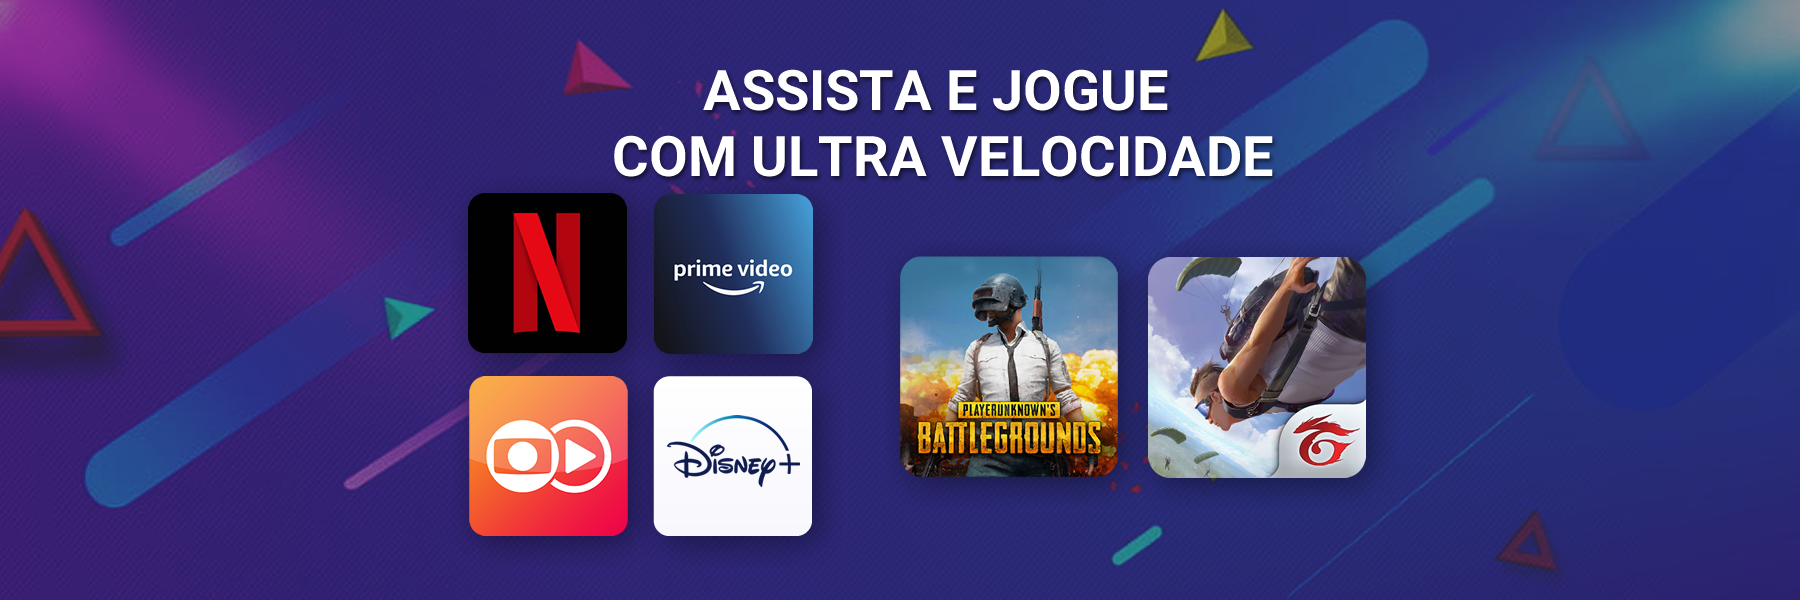 ASSISTA E JOGUE
COM ULTRA VELOCIDADE
N
prime video
Disney+
PLAYERUNKNOWN'S
BATTLEGROUNDS